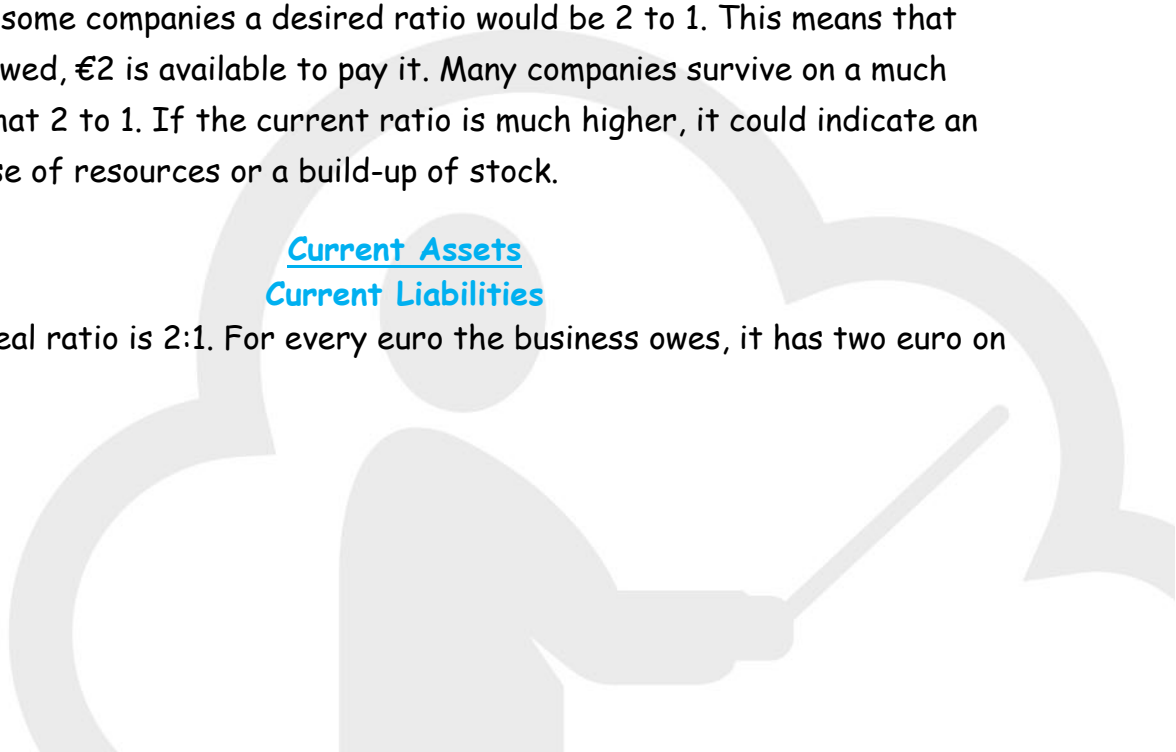 some companies a desired ratio would be 2 to 1. This means that
wed, €2 is available to pay it. Many companies survive on a much
hat 2 to 1. If the current ratio is much higher, it could indicate an
se of resources or a build-up of stock.
Current Assets
Current Liabilities
eal ratio is 2:1. For every euro the business owes, it has two euro on